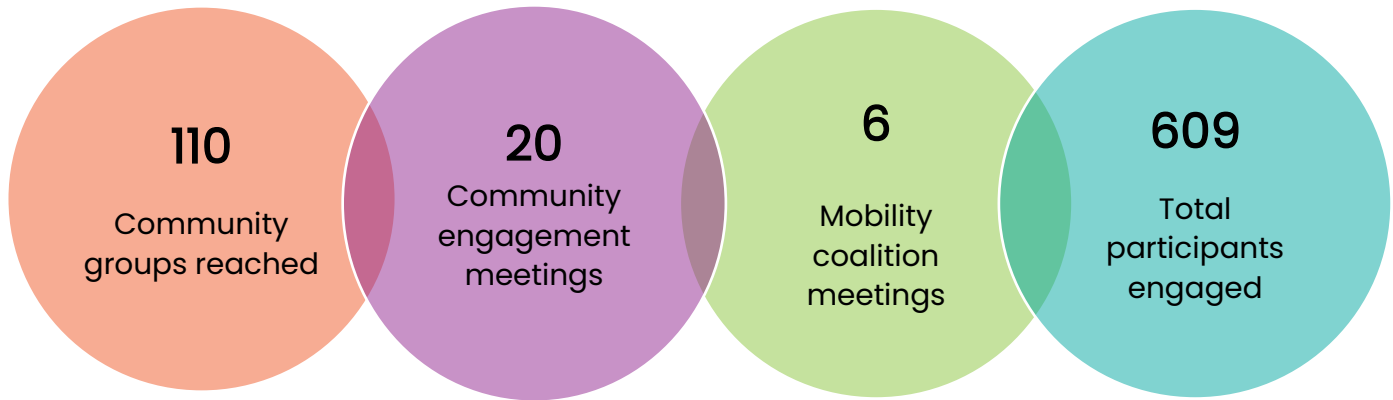 110
Community
groups reached
20
Community
engagement
meetings
6
Mobility
coalition
meetings
609
Total
participants
engaged